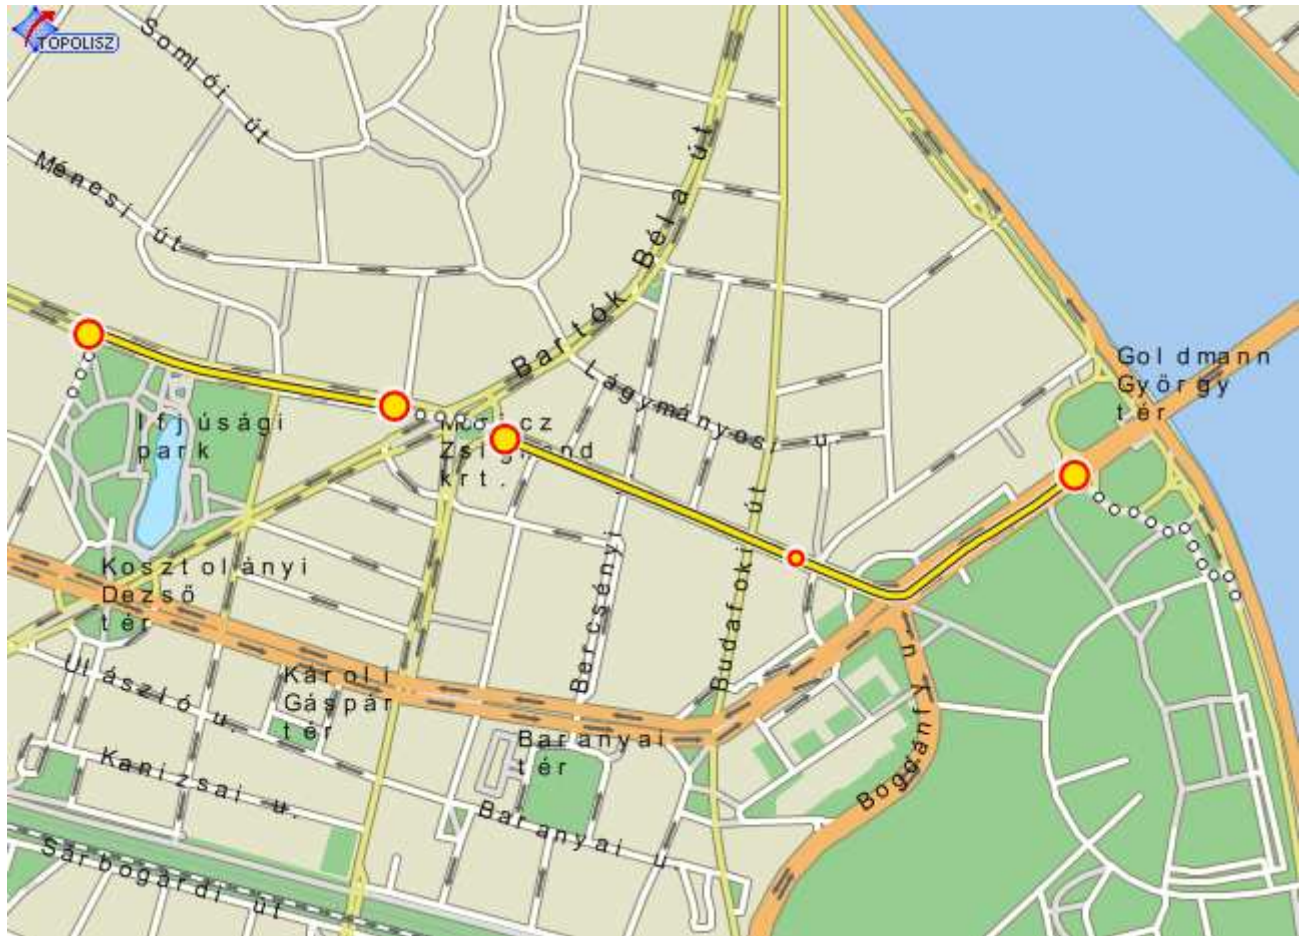 TOPOLISZ
Somlói út
Ménesi út
Bartók Béla út
Goldmann
György
tér
Lágymányosi u
Ifjúsági
park
Móricz
Zsigmond
krt.
Budafoki út
Bercsényi
Kosztolányi
Dezső
tér
Ulászló u.
Károli
Gáspár
tér
Baranyai
tér
Bogdánfy u
Kanizsai u.
Baranyai u
Sárbogárdi út